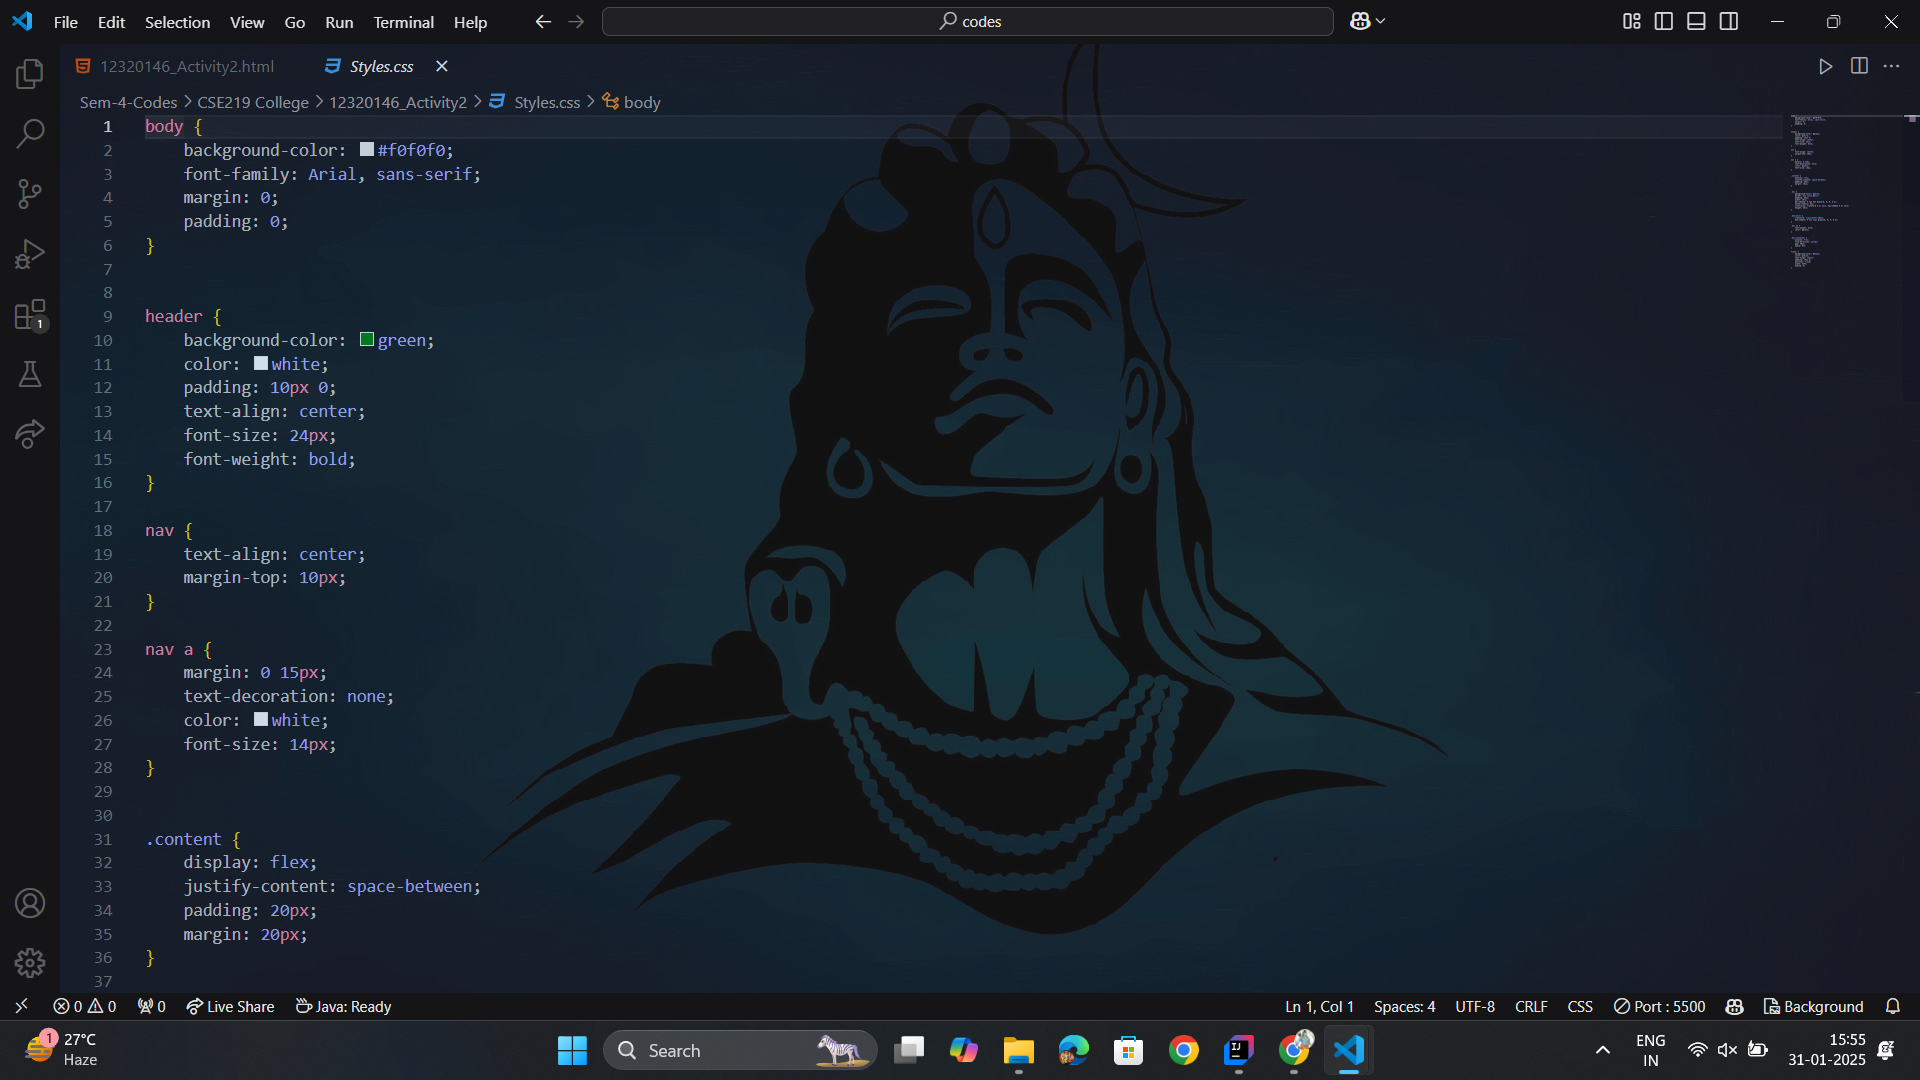 File Edit Selection View Go Run Terminal Help
codes
12320146_Activity2.html
Styles.css
Sem-4-Codes > CSE219 College > 12320146_Activity2 > Styles.css > body
1 body {
2 background-color: #f0f0f0;
3 font-family: Arial, sans-serif;
4 margin: 0;
5 padding: 0;
6 }
7
8
9 header {
10 background-color: green;
11 color: white;
12 padding: 10px 0;
13 text-align: center;
14 font-size: 24px;
15 font-weight: bold;
16 }
17
18 nav {
19 text-align: center;
20 margin-top: 10px;
21 }
22
23 nav a {
24 margin: 0 15px;
25 text-decoration: none;
26 color: white;
27 font-size: 14px;
28 }
29
30
31 .content {
32 display: flex;
33 justify-content: space-between;
34 padding: 20px;
35 margin: 20px;
36 }
37
1
0 0 0 Live Share Java: Ready
Ln 1, Col 1 Spaces: 4 UTF-8 CRLF CSS Port : 5500 Background
1
27°C
Haze
Search
ENG
IN
15:55
31-01-2025